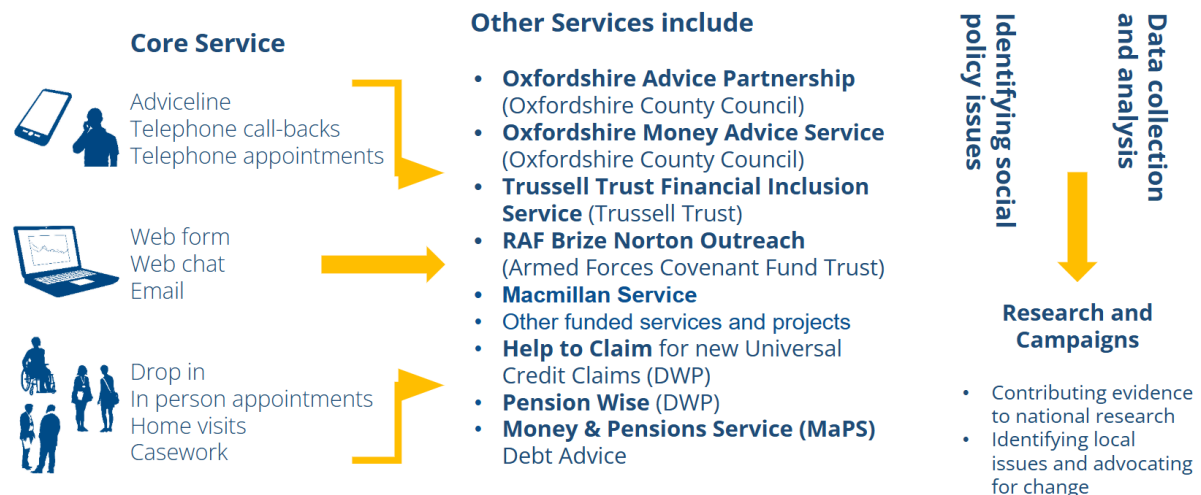 Core Service
Adviceline
Telephone call-backs
Telephone appointments
Web form
Web chat
Email
Drop in
In person appointments
Home visits
Casework
Other Services include
• Oxfordshire Advice Partnership
(Oxfordshire County Council)
• Oxfordshire Money Advice Service
(Oxfordshire County Council)
• Trussell Trust Financial Inclusion
Service (Trussell Trust)
• RAF Brize Norton Outreach
(Armed Forces Covenant Fund Trust)
• Macmillan Service
• Other funded services and projects
• Help to Claim for new Universal
Credit Claims (DWP)
• Pension Wise (DWP)
• Money & Pensions Service (MaPS)
Debt Advice
Identifying social
policy issues
Data collection
and analysis
Research and
Campaigns
• Contributing evidence
to national research
• Identifying local
issues and advocating
for change